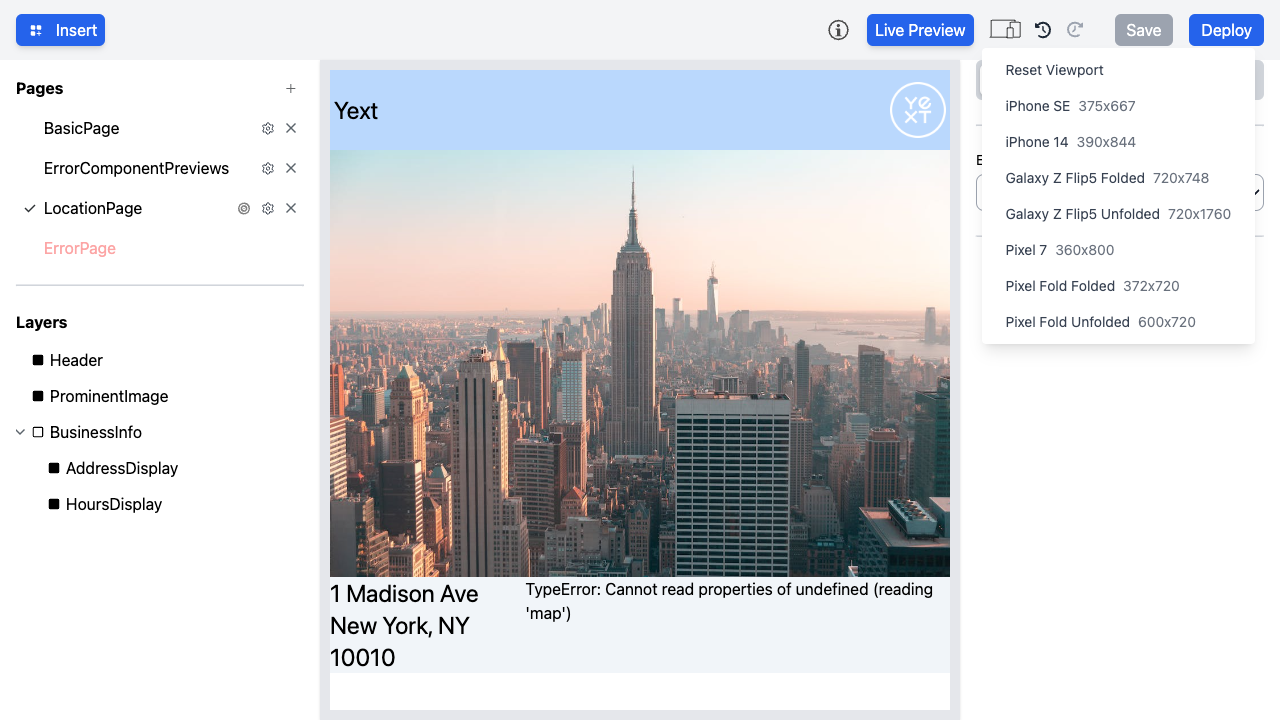 Insert
Live Preview
Save
Deploy
Pages
BasicPage
ErrorComponentPreviews
LocationPage
ErrorPage
Layers
Header
ProminentImage
BusinessInfo
AddressDisplay
HoursDisplay
Yext
YEXT
1 Madison Ave
New York, NY
10010
TypeError: Cannot read properties of undefined (reading
'map')
Reset Viewport
iPhone SE 375x667
iPhone 14 390x844
Galaxy Z Flip5 Folded 720x748
Galaxy Z Flip5 Unfolded 720x1760
Pixel 7 360x800
Pixel Fold Folded 372x720
Pixel Fold Unfolded 600x720